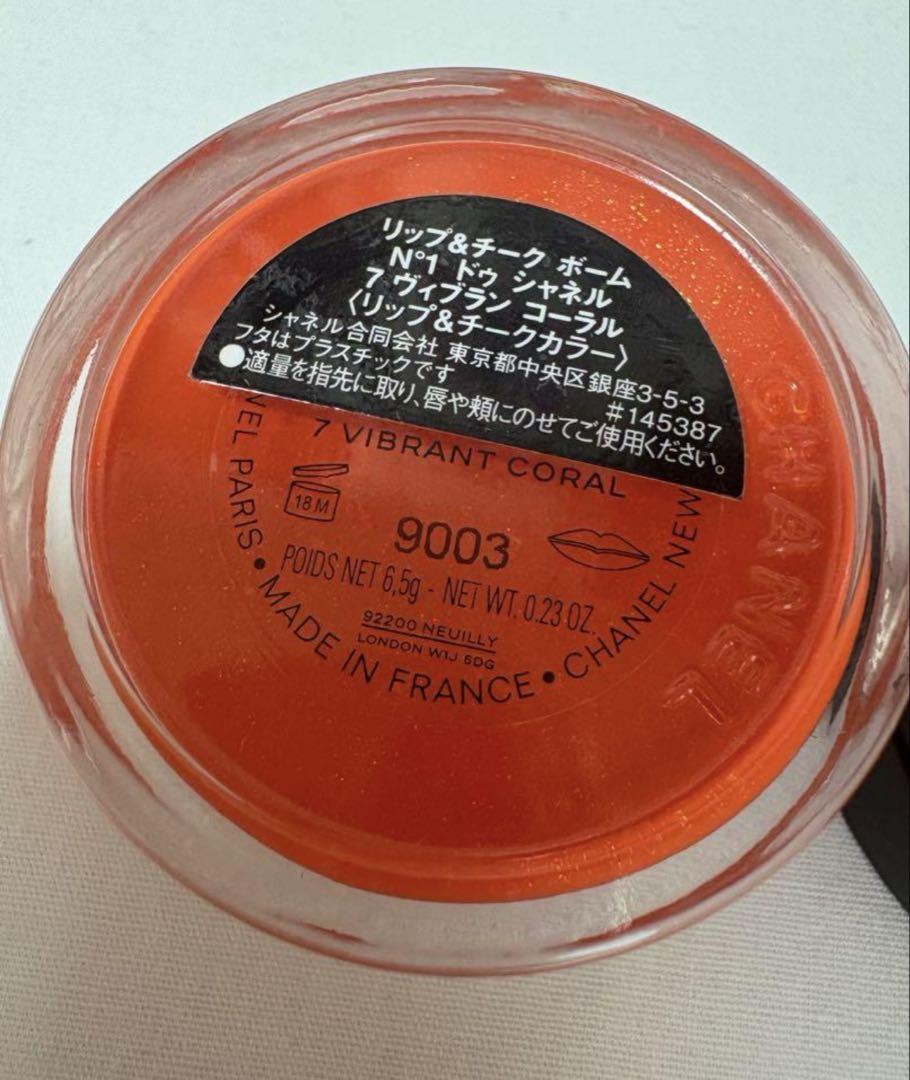 リップ&チーク ボーム
N°1 ドゥ シャネル
7 ヴィブラン コーラル
〈リップ&チークカラー〉
シャネル合同会社 東京都中央区銀座3-5-3
フタはプラスチックです
#145387
●適量を指先に取り、唇や頬にのせてご使用ください。
7 VIBRANT CORAL
18 M
9003
POIDS NET 6,5g - NET WT. 0.23 OZ.
92200 NEUILLY
LONDON W1J 6DG
NEL PARIS • MADE IN FRANCE • CHANEL NEW
CHANEL